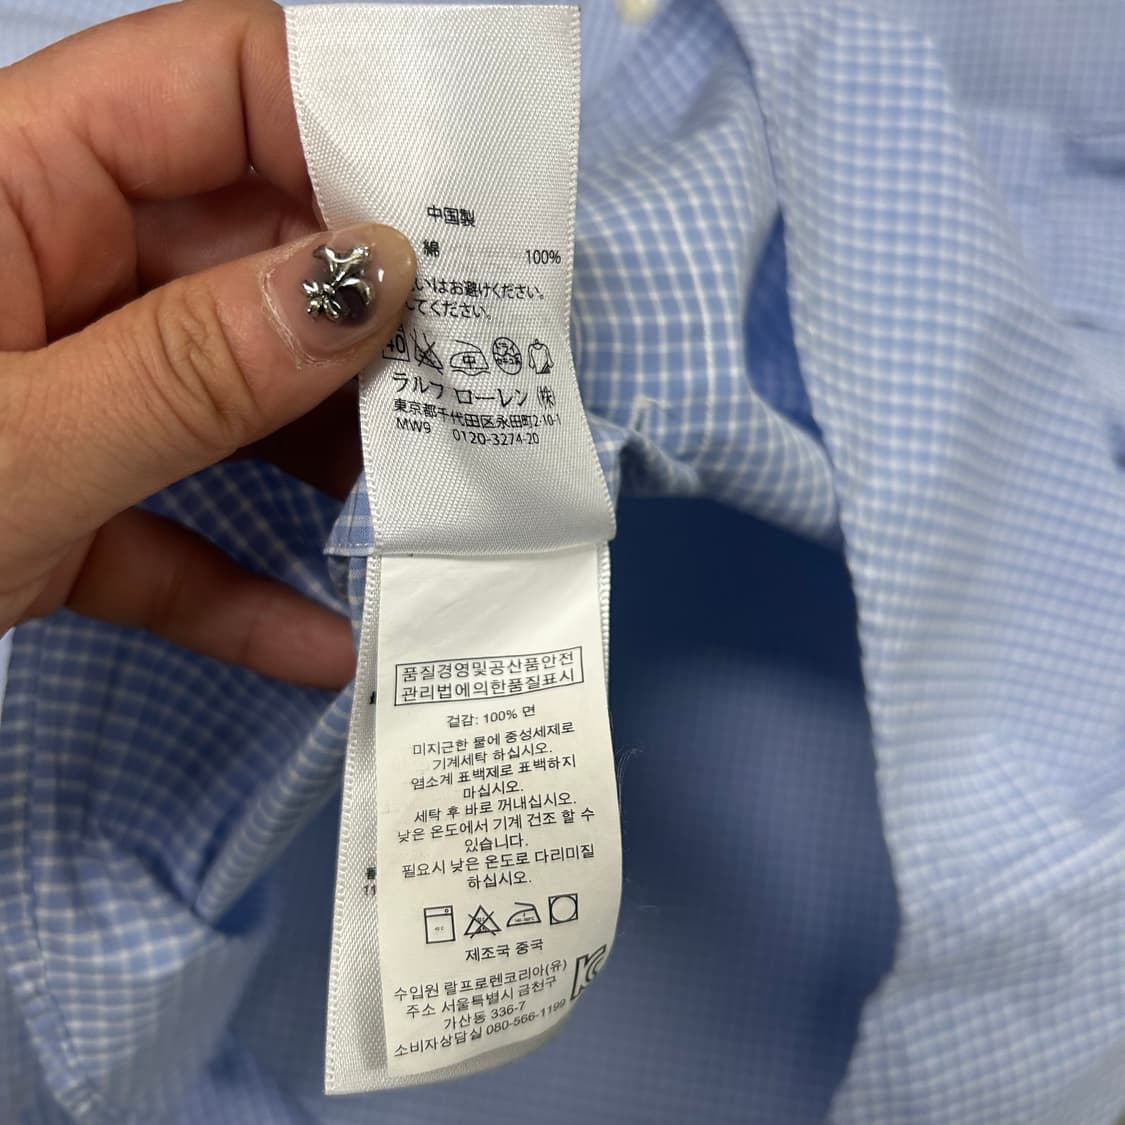 中国製
綿 100%
いはお避けください。
してください。
40 中
ラルフ ローレン ㈱
東京都千代田区永田町2-10-1
MW9 0120-3274-20
품질경영및공산품안전
관리법에의한품질표시
겉감: 100% 면
미지근한 물에 중성세제로
기계세탁 하십시오.
염소계 표백제로 표백하지
마십시오.
세탁 후 바로 꺼내십시오.
낮은 온도에서 기계 건조 할 수
있습니다.
필요시 낮은 온도로 다리미질
하십시오.
제조국 중국
수입원 랄프로렌코리아(유)
주소 서울특별시 금천구
가산동 336-7
소비자상담실 080-566-1199